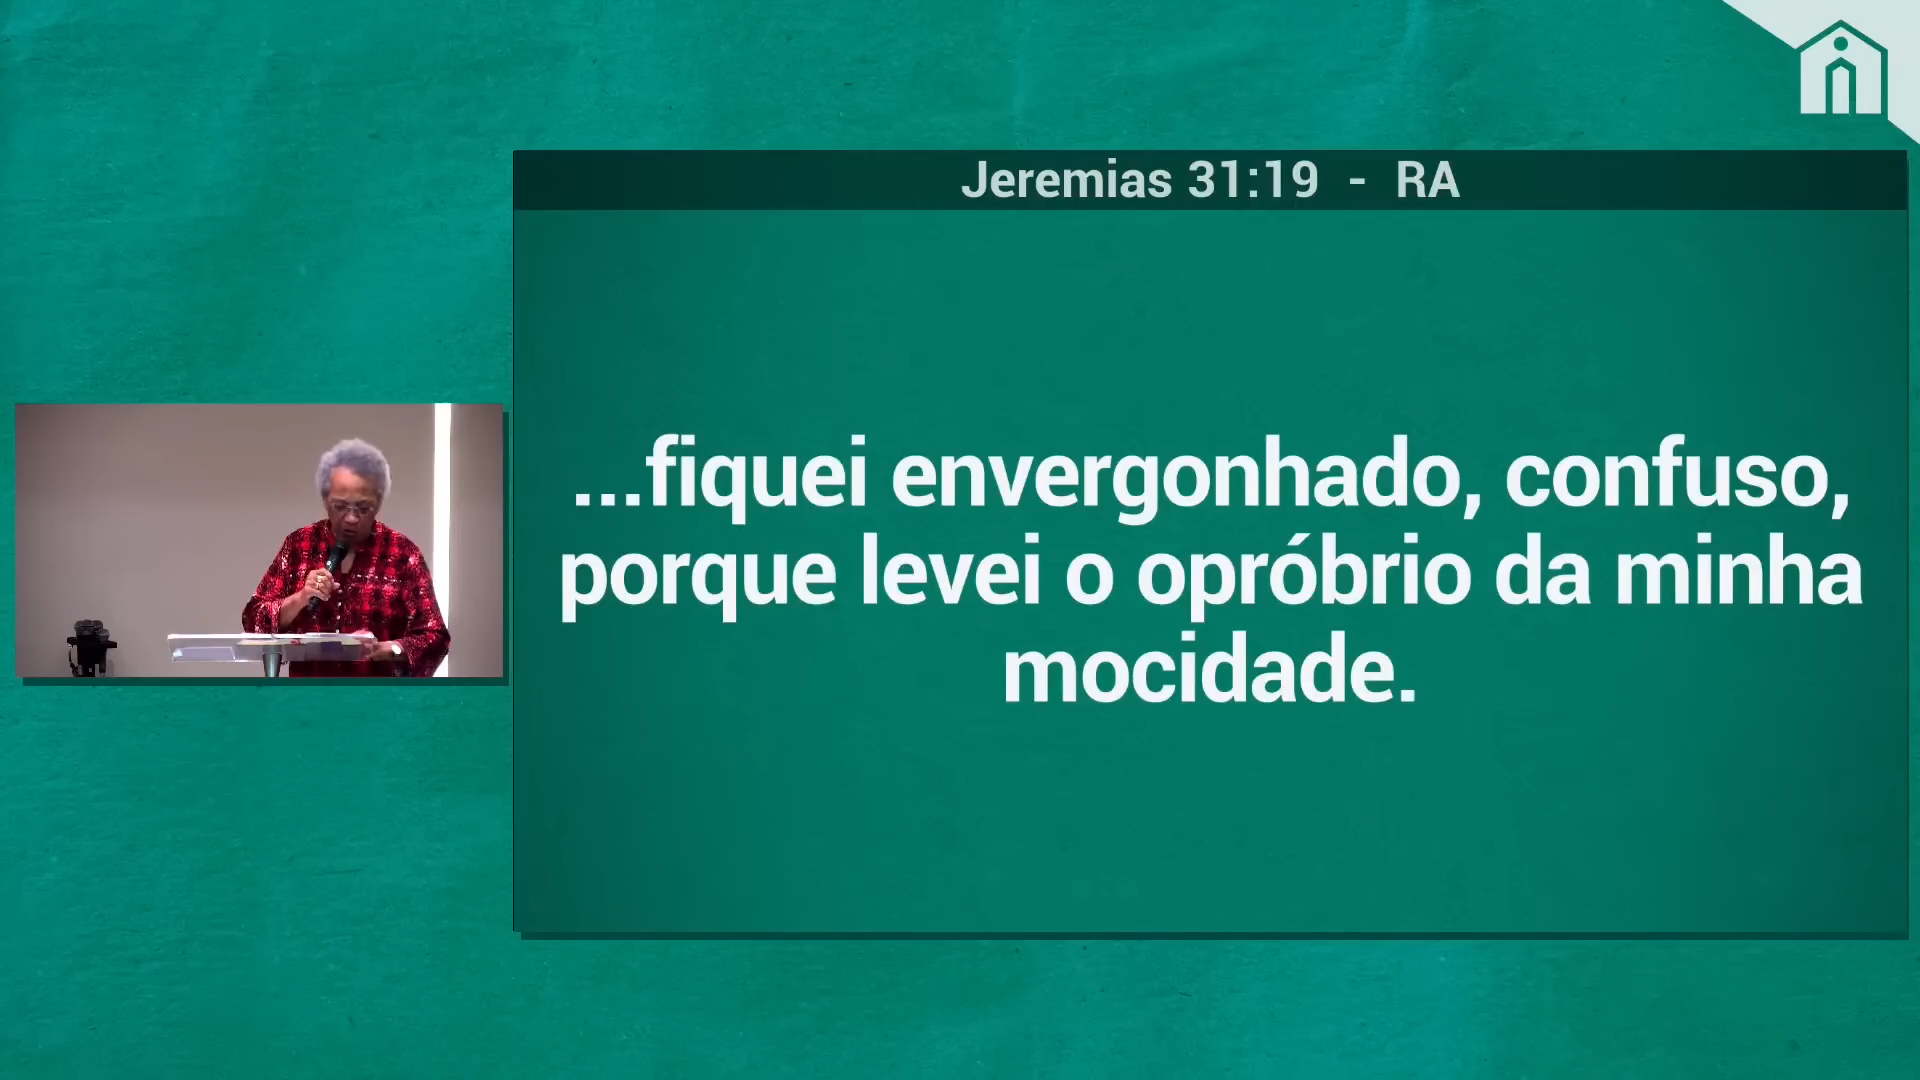 Jeremias 31:19 - RA
...fiquei envergonhado, confuso,
porque levei o opróbrio da minha
mocidade.